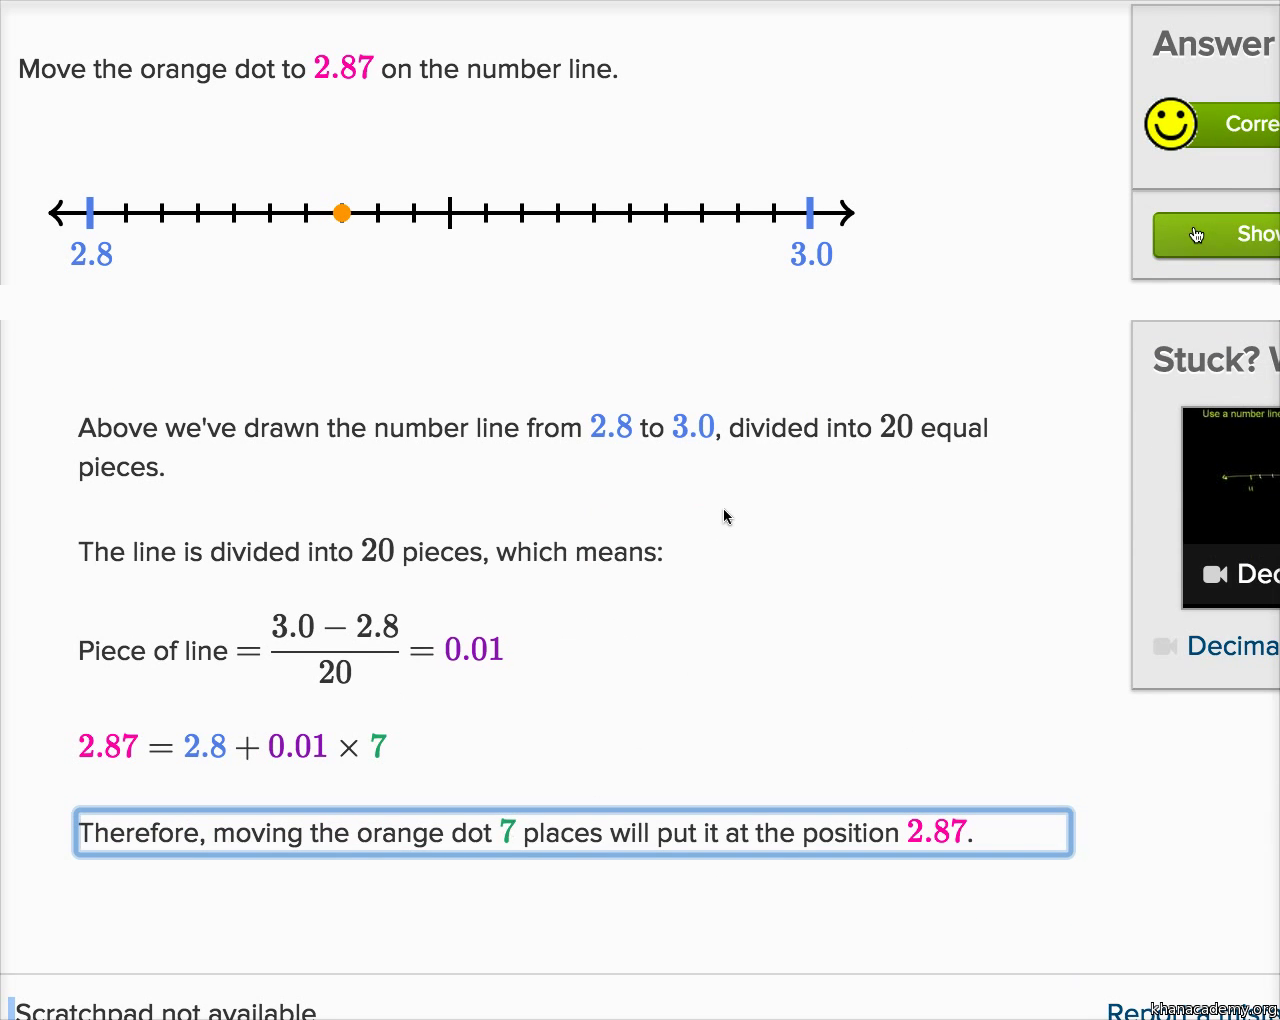 Move the orange dot to 2.87 on the number line.
Answer
Corre
2.8
3.0
Show
Stuck? W
Above we've drawn the number line from 2.8 to 3.0, divided into 20 equal
pieces.
Use a number line
The line is divided into 20 pieces, which means:
Dec
Piece of line = \frac{3.0 − 2.8}{20} = 0.01
Decima
2.87 = 2.8 + 0.01 × 7
Therefore, moving the orange dot 7 places will put it at the position 2.87.
Scratchpad not available
khanacademy.org